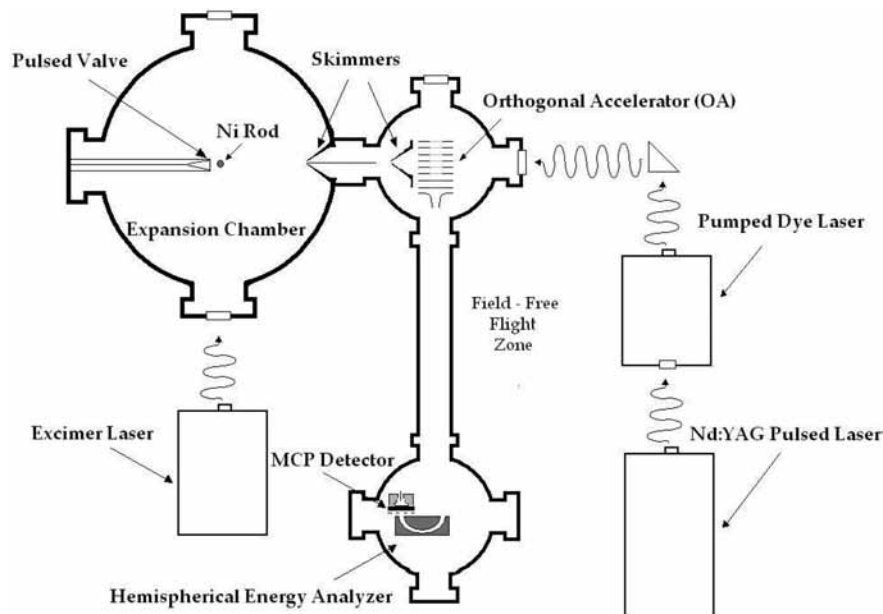 Pulsed Valve
Skimmers
Orthogonal Accelerator (OA)
Ni Rod
Expansion Chamber
Pumped Dye Laser
Field - Free
Flight
Zone
Excimer Laser
MCP Detector
Nd:YAG Pulsed Laser
Hemispherical Energy Analyzer